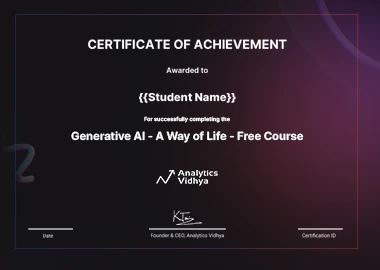 CERTIFICATE OF ACHIEVEMENT
Awarded to
{{Student Name}}
For successfully completing the
Generative AI - A Way of Life - Free Course
Analytics
Vidhya
Date
Founder & CEO, Analytics Vidhya
Certification ID